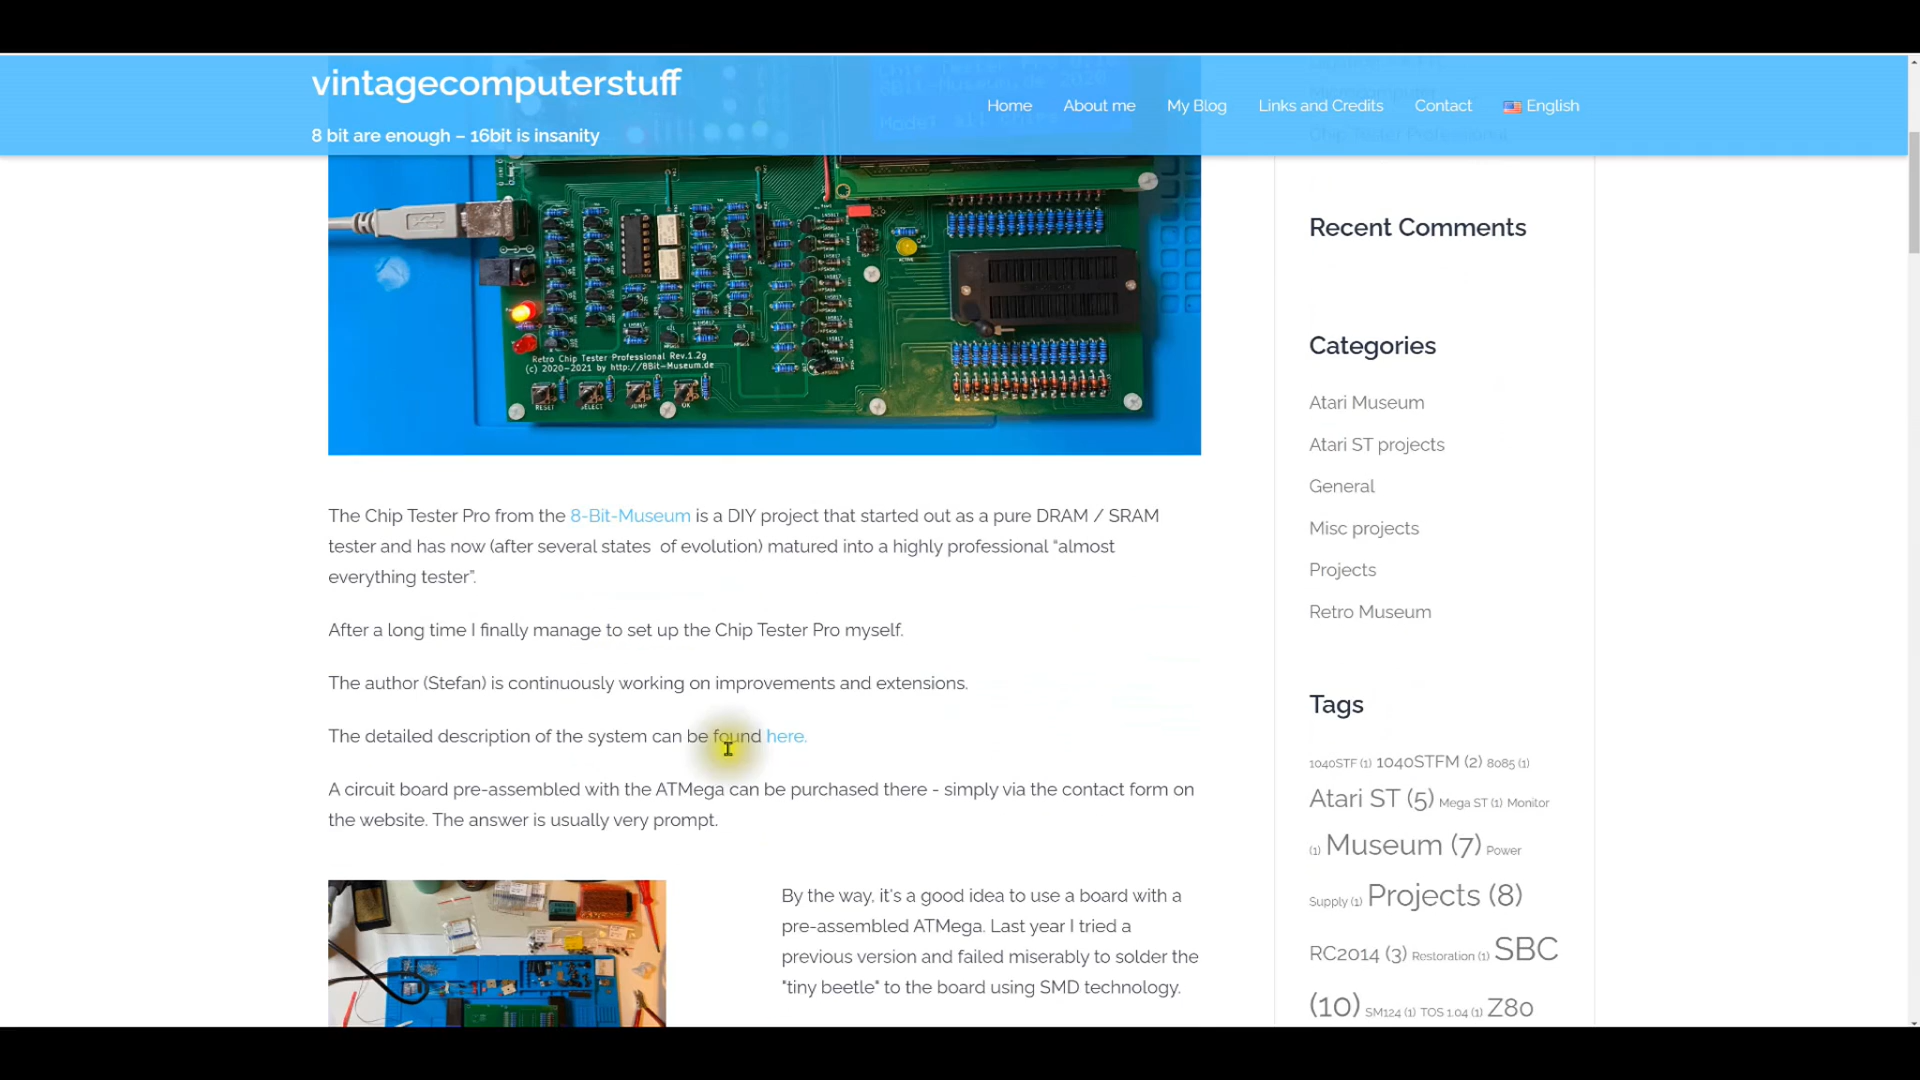 vintagecomputerstuff
8 bit are enough – 16bit is insanity
Home
About me
My Blog
Links and Credits
Contact
English
Retro Chip Tester Professional Rev.1.2g
(c) 2020-2021 by http://8Bit-Museum.de
RESET
SELECT
JUMP
OK
The Chip Tester Pro from the 8-Bit-Museum is a DIY project that started out as a pure DRAM / SRAM
tester and has now (after several states of evolution) matured into a highly professional “almost
everything tester”.
After a long time I finally manage to set up the Chip Tester Pro myself.
The author (Stefan) is continuously working on improvements and extensions.
The detailed description of the system can be found here.
A circuit board pre-assembled with the ATMega can be purchased there - simply via the contact form on
the website. The answer is usually very prompt.
By the way, it's a good idea to use a board with a
pre-assembled ATMega. Last year I tried a
previous version and failed miserably to solder the
"tiny beetle" to the board using SMD technology.
Recent Comments
Categories
Atari Museum
Atari ST projects
General
Misc projects
Projects
Retro Museum
Tags
1040STF (1) 1040STFM (2) 8085 (1)
Atari ST (5) Mega ST (1) Monitor
(1) Museum (7) Power
Supply (1) Projects (8)
RC2014 (3) Restoration (1) SBC
(10) SM124 (1) TOS 1.04 (1) Z80